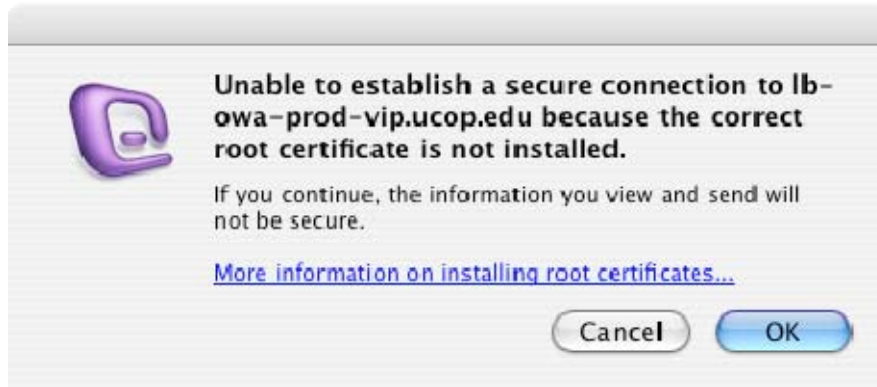 Unable to establish a secure connection to lb-
owa-prod-vip.ucop.edu because the correct
root certificate is not installed.
If you continue, the information you view and send will
not be secure.
More information on installing root certificates...
Cancel
OK